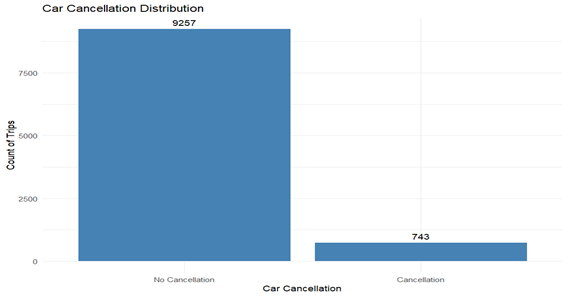 Car Cancellation Distribution
9257
743
7500
5000
2500
0
Count of Trips
No Cancellation
Cancellation
Car Cancellation